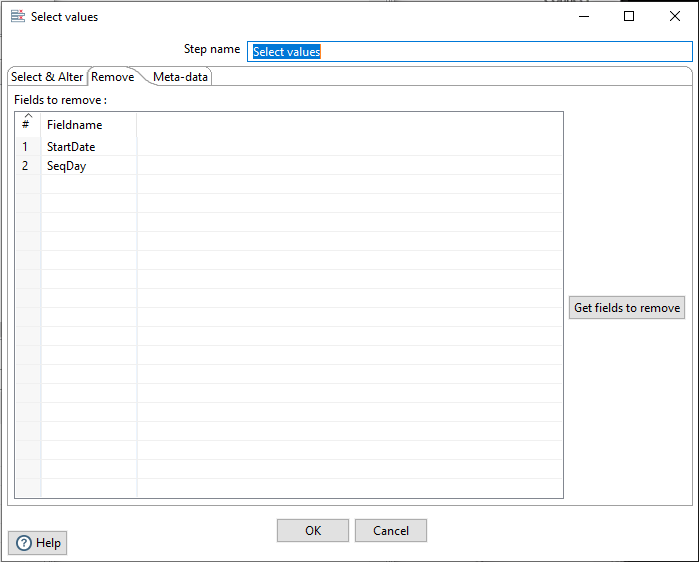 Select values
Step name Select values
Select & Alter Remove Meta-data
Fields to remove :
# Fieldname
1 StartDate
2 SeqDay
Get fields to remove
OK Cancel
Help